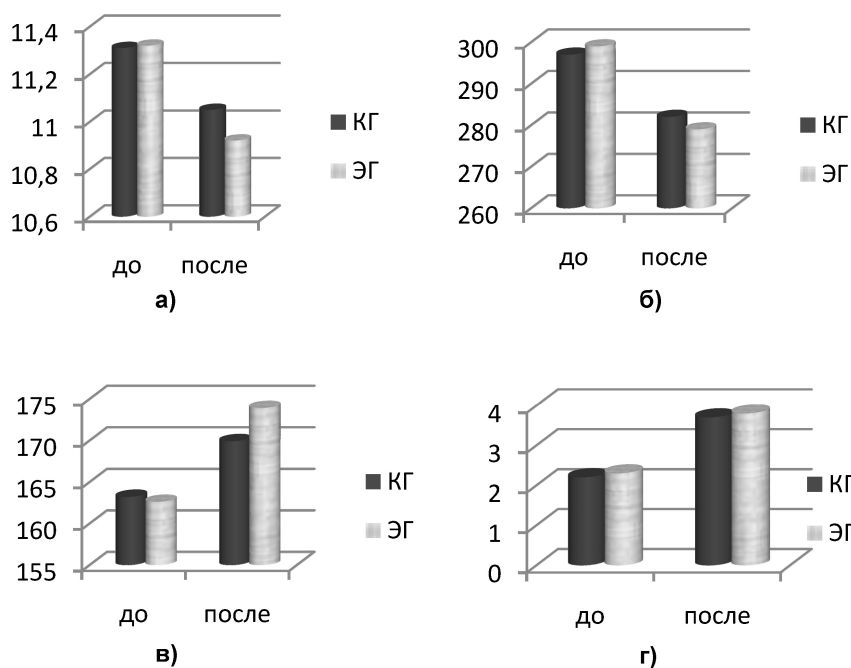 11,4
11,2
11
10,8
10,6
КГ
ЭГ
до после
а)
300
290
280
270
260
КГ
ЭГ
до после
б)
175
170
165
160
155
КГ
ЭГ
до после
в)
4
3
2
1
0
КГ
ЭГ
до после
г)